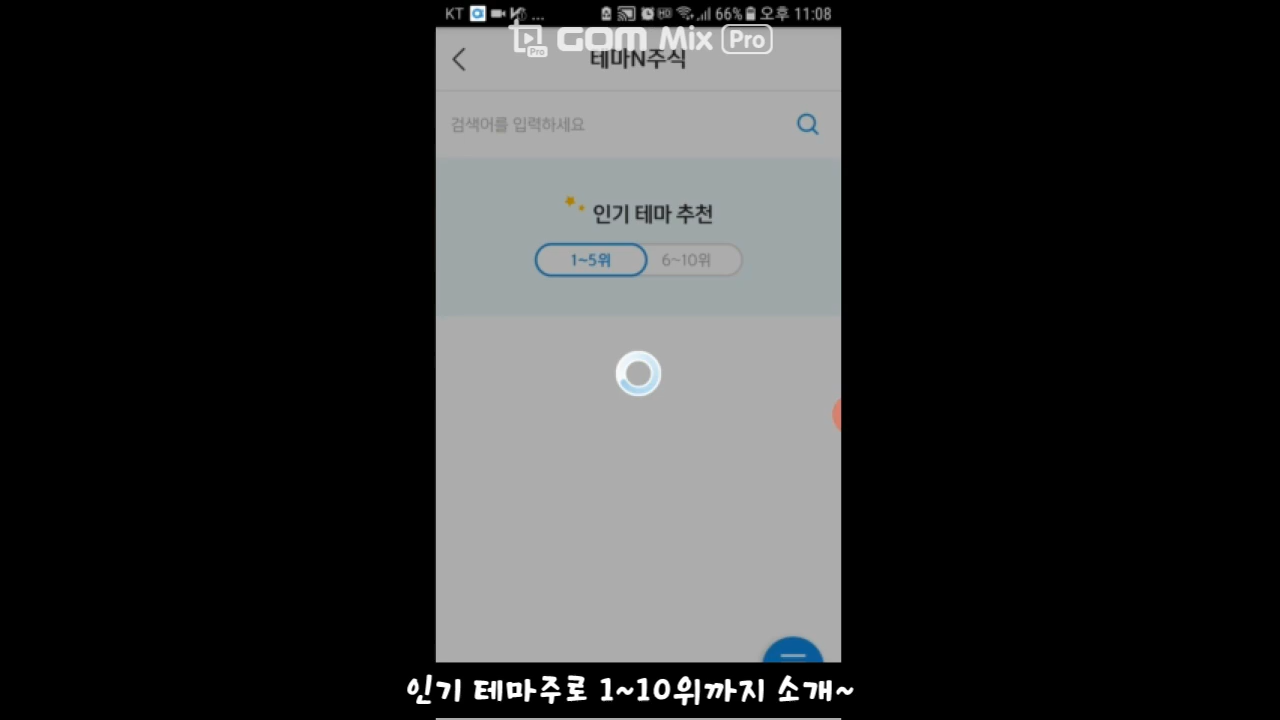 KT ... HD 66% 오후 11:08
GOM Mix Pro
Pro
테마N주식
검색어를 입력하세요
인기 테마 추천
1~5위 6~10위
인기 테마주로 1~10위까지 소개~